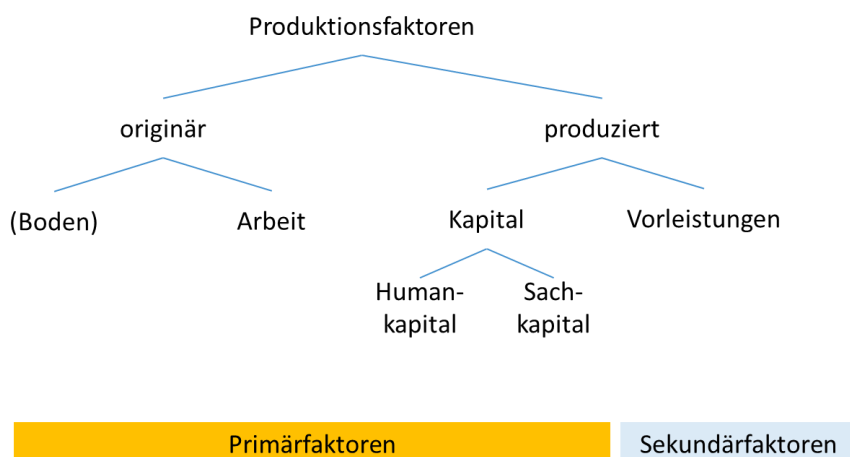 Produktionsfaktoren
originär
produziert
(Boden)
Arbeit
Kapital
Vorleistungen
Human-
kapital
Sach-
kapital
Primärfaktoren
Sekundärfaktoren